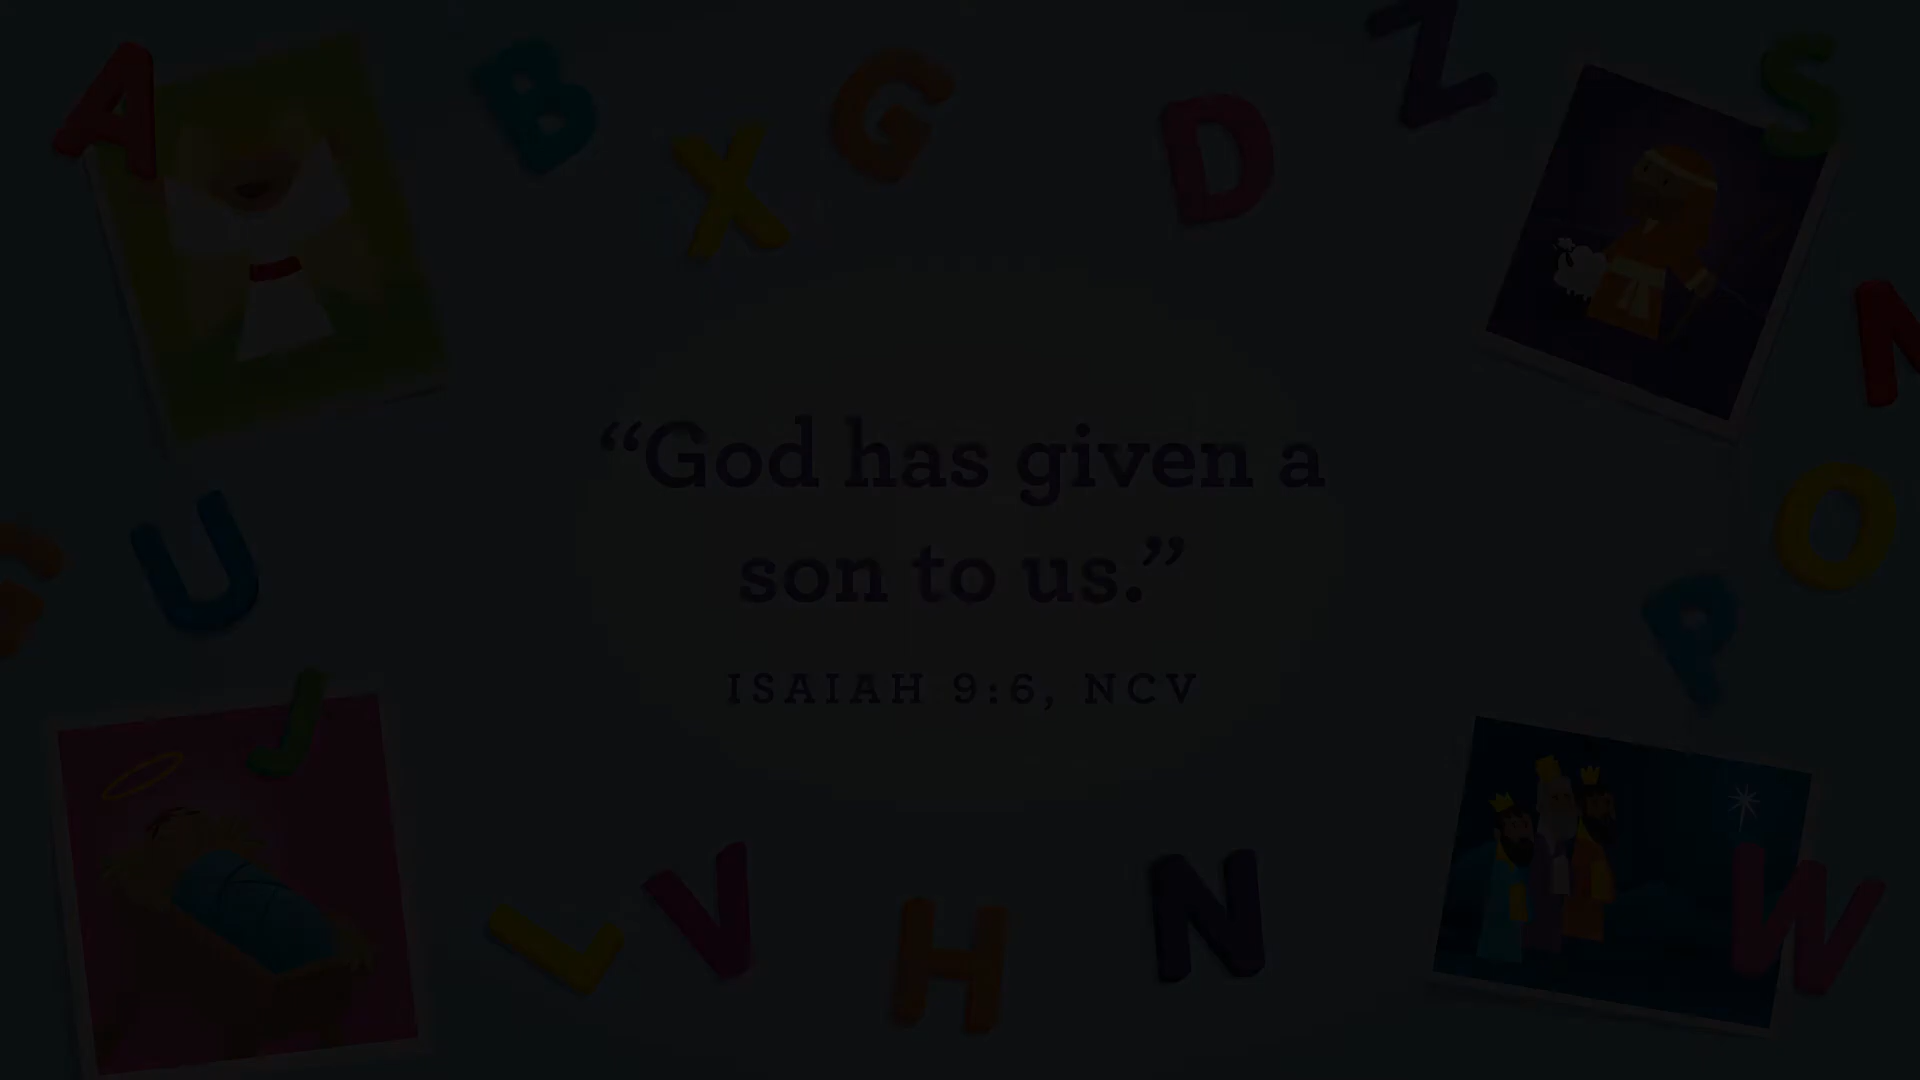 A
B
X
G
D
Z
S
“God has given a
son to us.”
ISAIAH 9:6, NCV
U
O
P
J
L
V
H
N
W